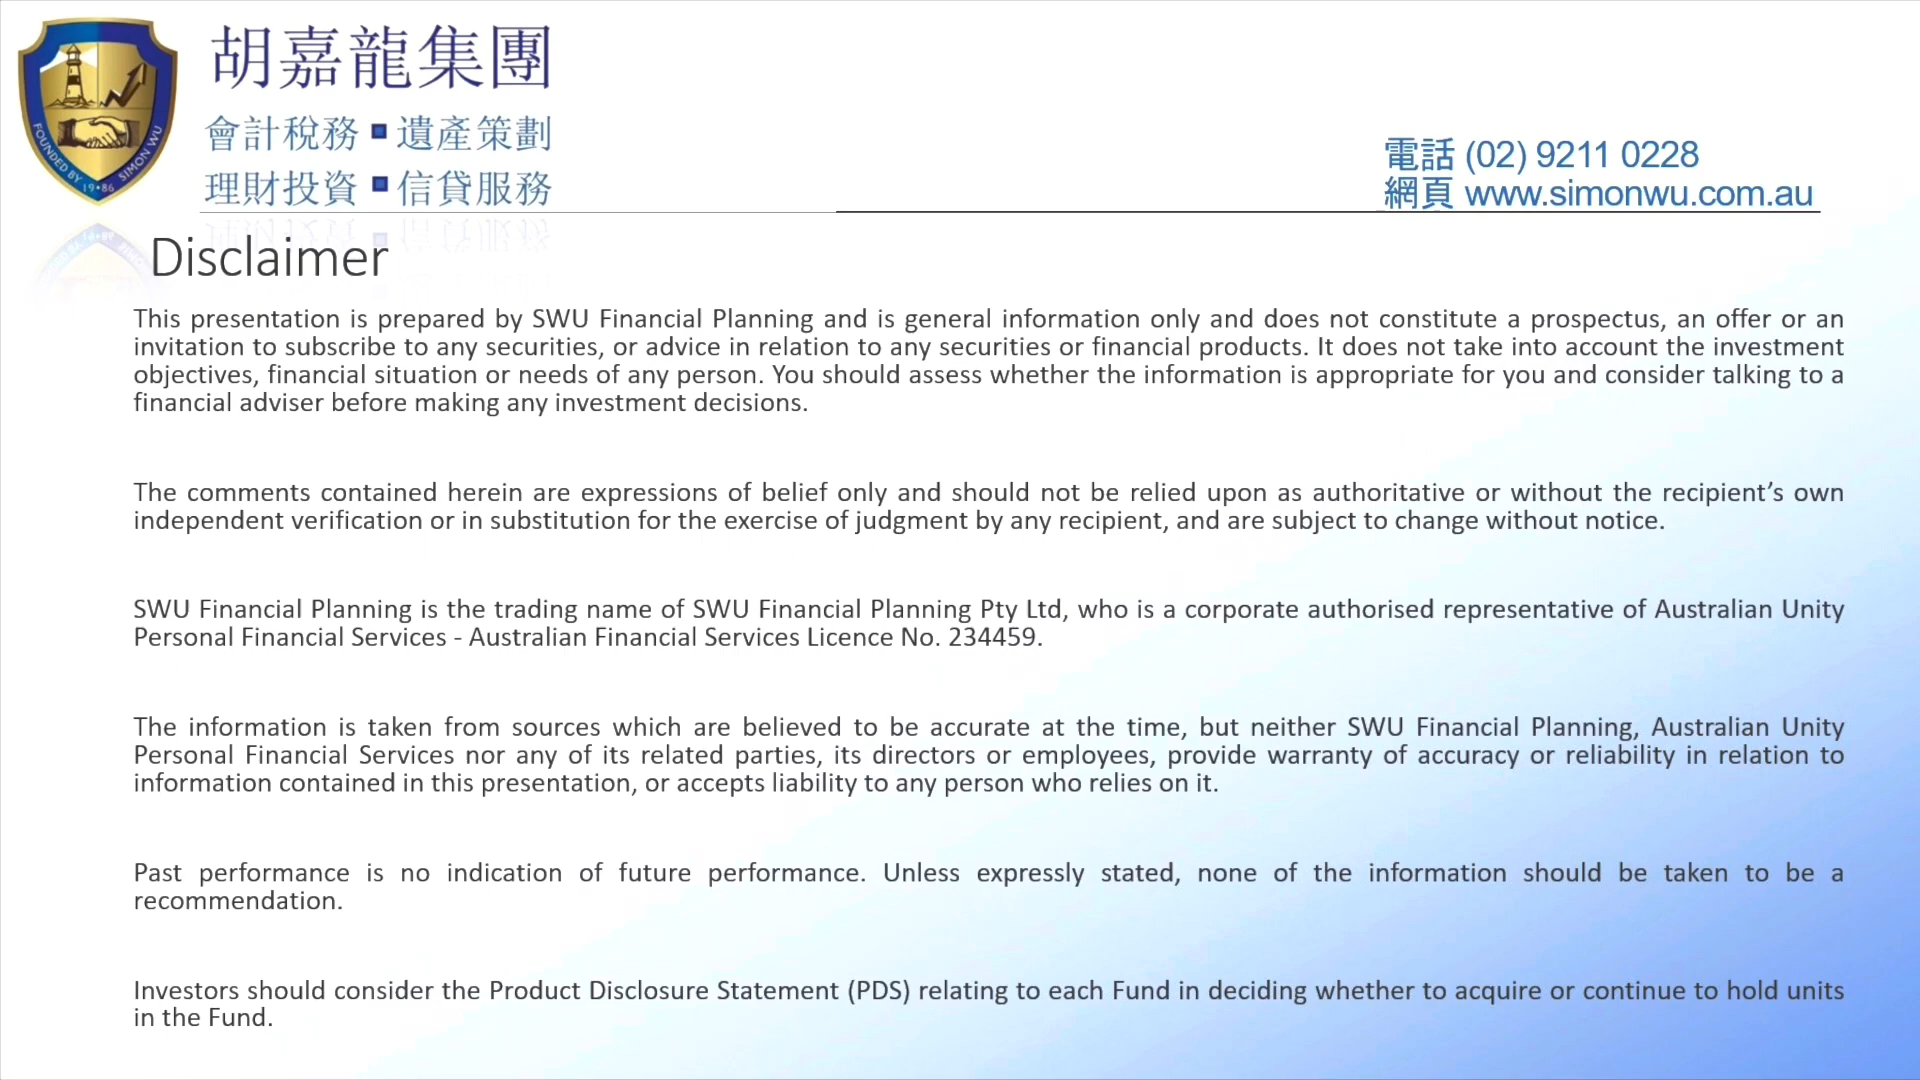 胡嘉龍集團
會計稅務▪遺產策劃
理財投資▪信貸服務
FOUNDED BY SIMON WU
19•86
電話 (02) 9211 0228
網頁 www.simonwu.com.au
Disclaimer
This presentation is prepared by SWU Financial Planning and is general information only and does not constitute a prospectus, an offer or an
invitation to subscribe to any securities, or advice in relation to any securities or financial products. It does not take into account the investment
objectives, financial situation or needs of any person. You should assess whether the information is appropriate for you and consider talking to a
financial adviser before making any investment decisions.
The comments contained herein are expressions of belief only and should not be relied upon as authoritative or without the recipient’s own
independent verification or in substitution for the exercise of judgment by any recipient, and are subject to change without notice.
SWU Financial Planning is the trading name of SWU Financial Planning Pty Ltd, who is a corporate authorised representative of Australian Unity
Personal Financial Services - Australian Financial Services Licence No. 234459.
The information is taken from sources which are believed to be accurate at the time, but neither SWU Financial Planning, Australian Unity
Personal Financial Services nor any of its related parties, its directors or employees, provide warranty of accuracy or reliability in relation to
information contained in this presentation, or accepts liability to any person who relies on it.
Past performance is no indication of future performance. Unless expressly stated, none of the information should be taken to be a
recommendation.
Investors should consider the Product Disclosure Statement (PDS) relating to each Fund in deciding whether to acquire or continue to hold units
in the Fund.